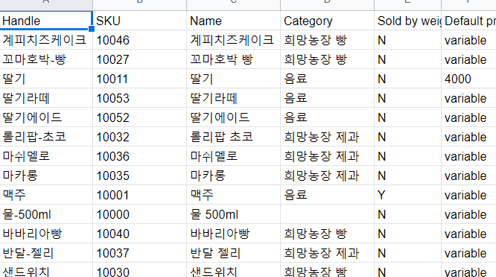 Handle SKU Name Category Sold by weig Default pr
계피치즈케이크 10046 계피치즈케이크 희망농장 빵 N variable
꼬마호박-빵 10027 꼬마호박 빵 희망농장 빵 N variable
딸기 10011 딸기 음료 N 4000
딸기라떼 10053 딸기라떼 음료 N variable
딸기에이드 10052 딸기에이드 음료 N variable
롤리팝-초코 10032 롤리팝 초코 희망농장 제과 N variable
마쉬멜로 10036 마쉬멜로 희망농장 제과 N variable
마카롱 10035 마카롱 희망농장 제과 N variable
맥주 10001 맥주 음료 Y variable
물-500ml 10000 물 500ml N variable
바바리아빵 10040 바바리아빵 희망농장 빵 N variable
반달-젤리 10037 반달 젤리 희망농장 제과 N variable
샌드위치 10030 샌드위치 희망농장 빵 N variable